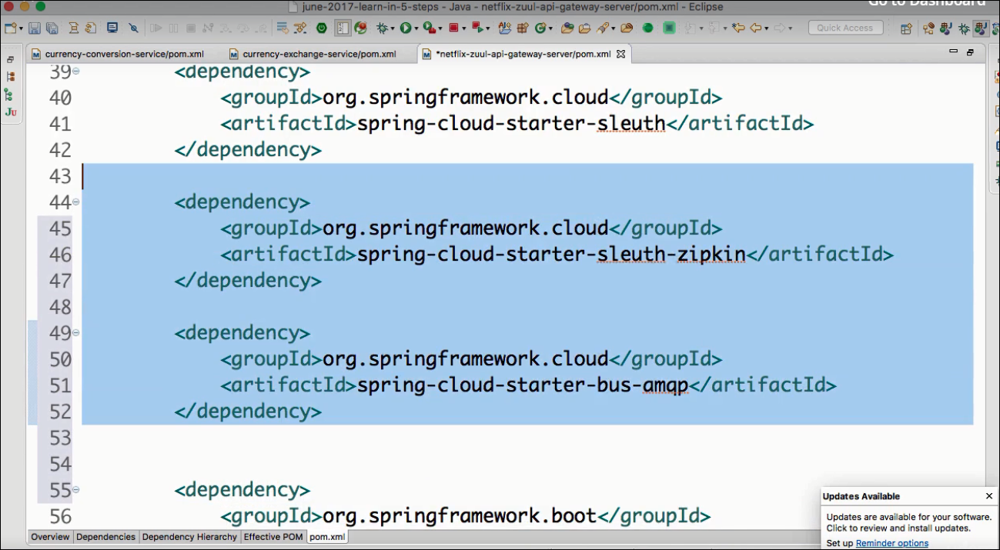 Go to Dashboard
june-2017-learn-in-5-steps - Java - netflix-zuul-api-gateway-server/pom.xml - Eclipse
Quick Access
currency-conversion-service/pom.xml
currency-exchange-service/pom.xml
*netflix-zuul-api-gateway-server/pom.xml
39 <dependency>
40 <groupId>org.springframework.cloud</groupId>
41 <artifactId>spring-cloud-starter-sleuth</artifactId>
42 </dependency>
43
44 <dependency>
45 <groupId>org.springframework.cloud</groupId>
46 <artifactId>spring-cloud-starter-sleuth-zipkin</artifactId>
47 </dependency>
48
49 <dependency>
50 <groupId>org.springframework.cloud</groupId>
51 <artifactId>spring-cloud-starter-bus-amqp</artifactId>
52 </dependency>
53
54
55 <dependency>
56 <groupId>org.springframework.boot</groupId>
Overview Dependencies Dependency Hierarchy Effective POM pom.xml
Updates Available
Updates are available for your software.
Click to review and install updates.
Set up Reminder options
Ju